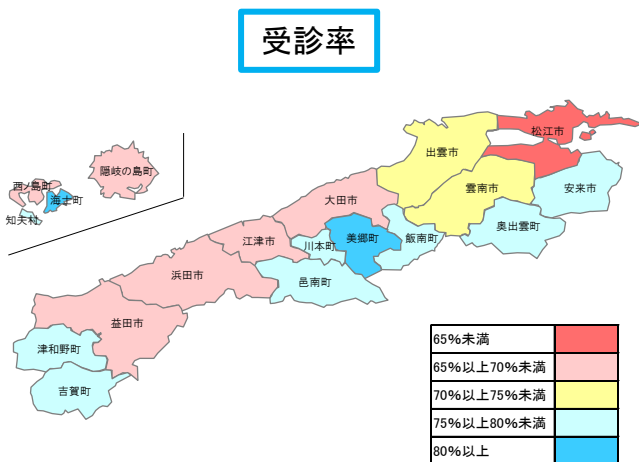 受診率
松江市
出雲市
隠岐の島町
西ノ島町
海士町
知夫村
雲南市
安来市
大田市
奥出雲町
飯南町
美郷町
川本町
江津市
邑南町
浜田市
益田市
津和野町
吉賀町
65%未満
65%以上70%未満
70%以上75%未満
75%以上80%未満
80%以上